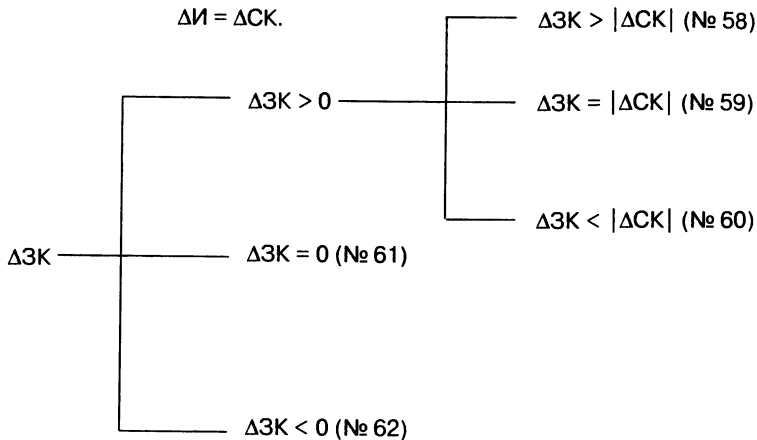 ΔИ = ΔСК.
ΔЗК > |ΔСК| (№ 58)
ΔЗК > 0
ΔЗК = |ΔСК| (№ 59)
ΔЗК < |ΔСК| (№ 60)
ΔЗК
ΔЗК = 0 (№ 61)
ΔЗК < 0 (№ 62)